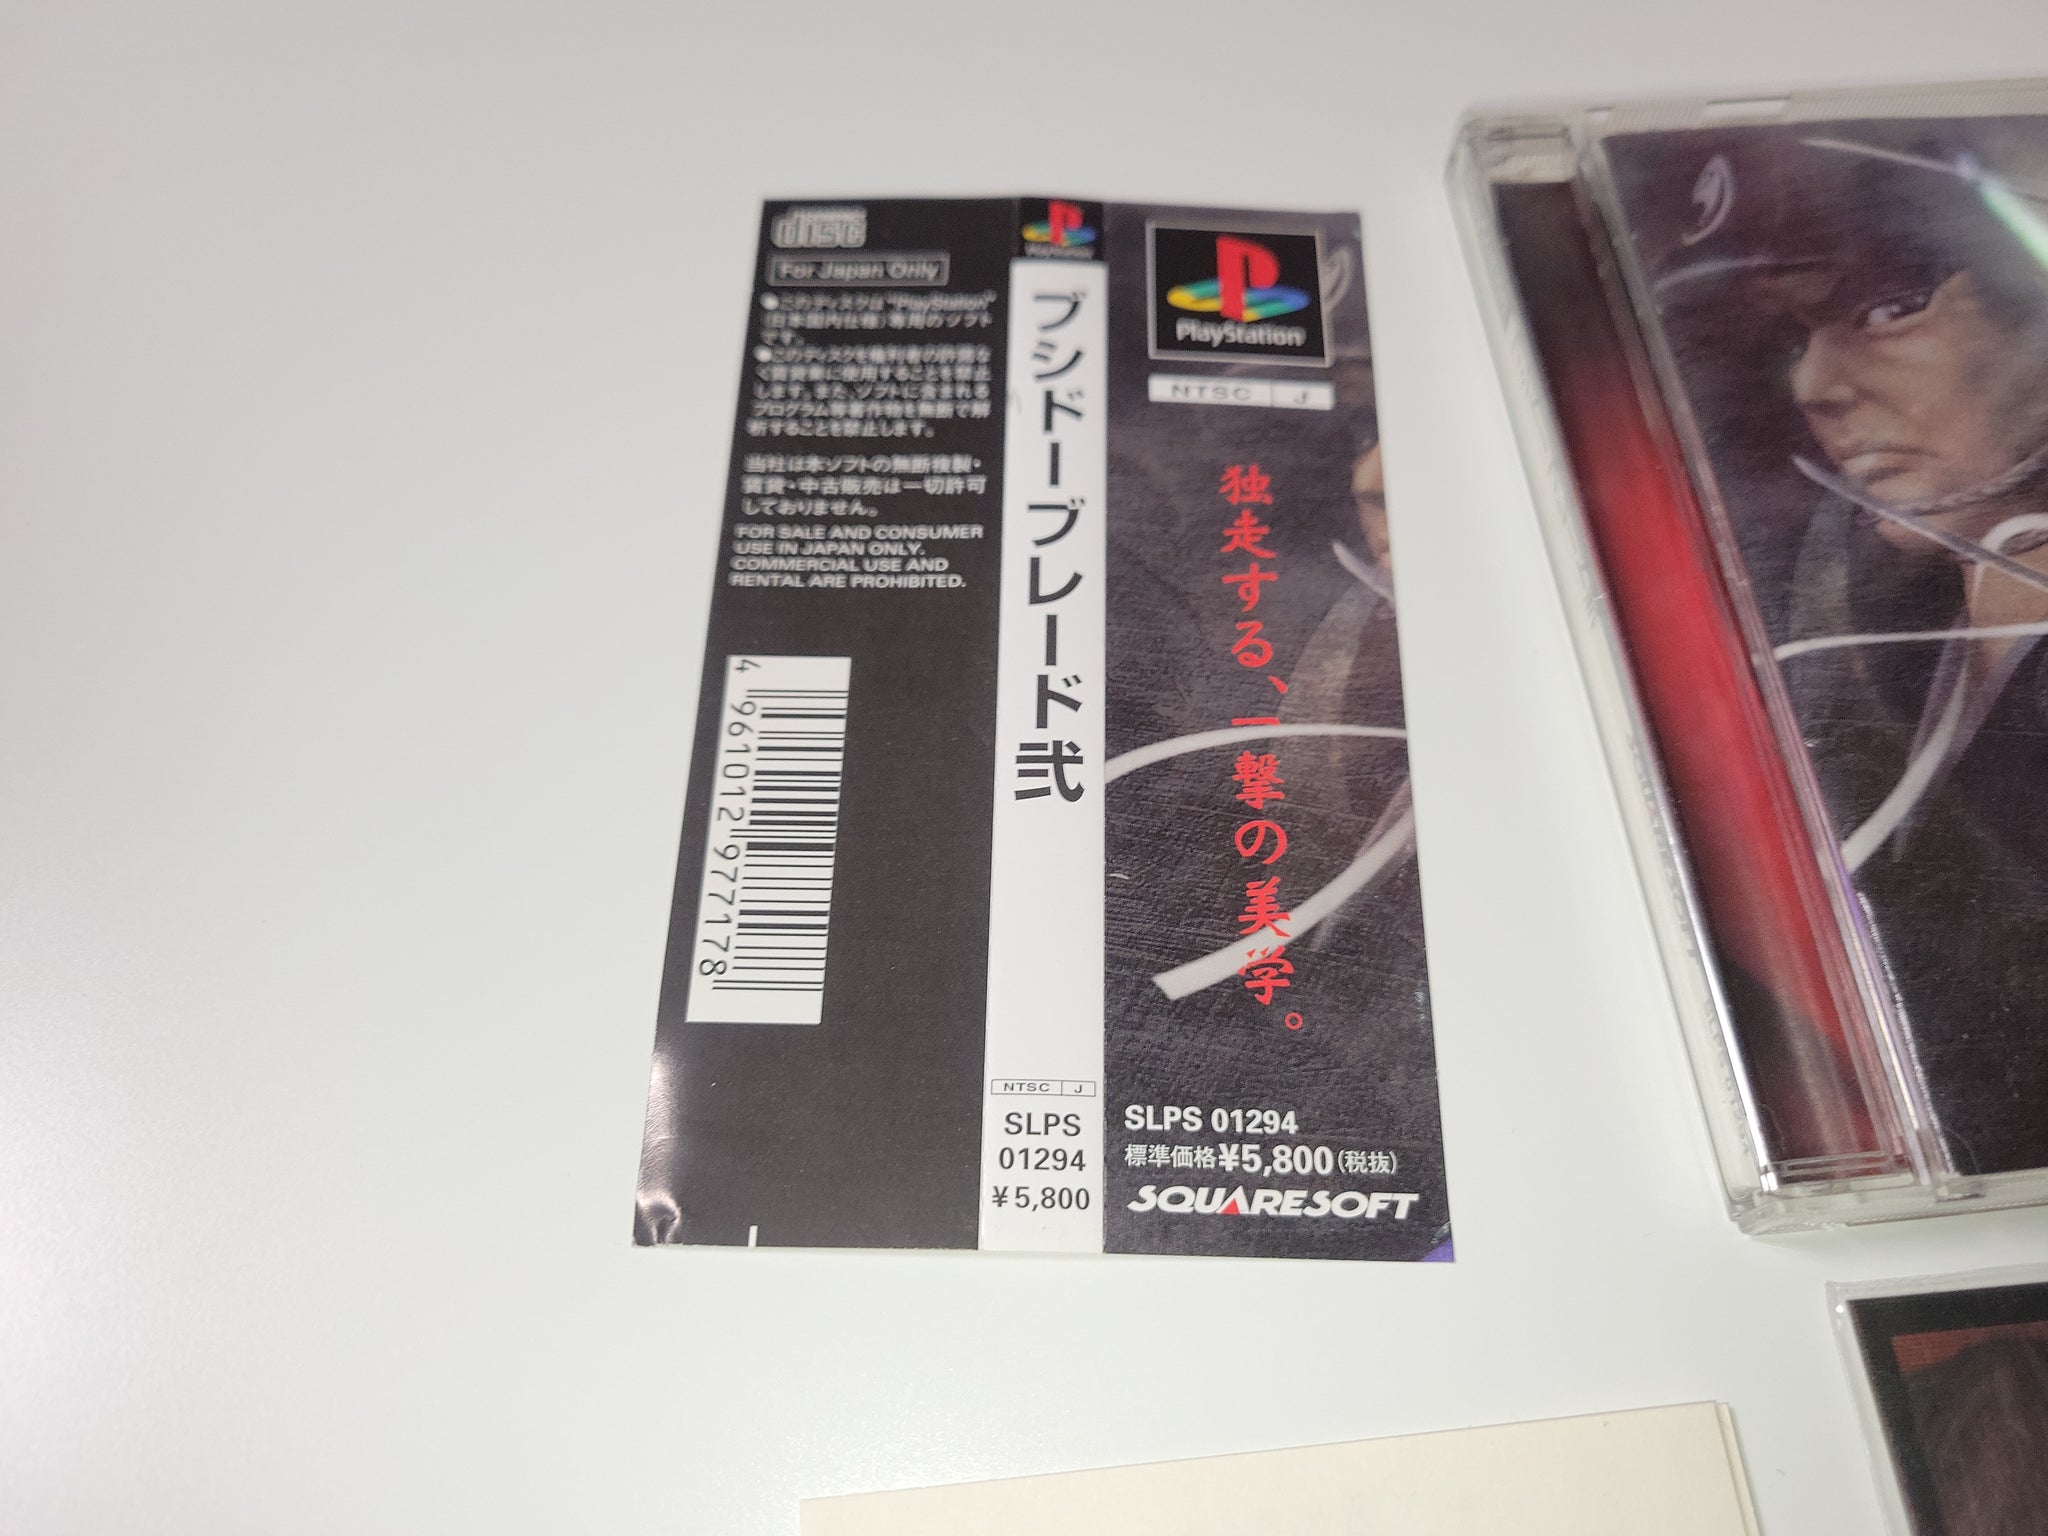 disc
For Japan Only
●このディスクは"PlayStation"
(日本国内仕様)専用のソフト
です。
●このディスクを権利者の許諾な
く賃貸業に使用することを禁止
します。また、ソフトに含まれる
プログラム等著作物を無断で解
析することを禁止します。
当社は本ソフトの無断複製・
賃貸・中古販売は一切許可
しておりません。
FOR SALE AND CONSUMER
USE IN JAPAN ONLY.
COMMERCIAL USE AND
RENTAL ARE PROHIBITED.
4 961012 977178
PlayStation
ブシドーブレード弐
NTSC J
SLPS
01294
¥5,800
PlayStation
NTSC J
独走する、一撃の美学。
SLPS 01294
標準価格¥5,800(税抜)
SQUARESOFT